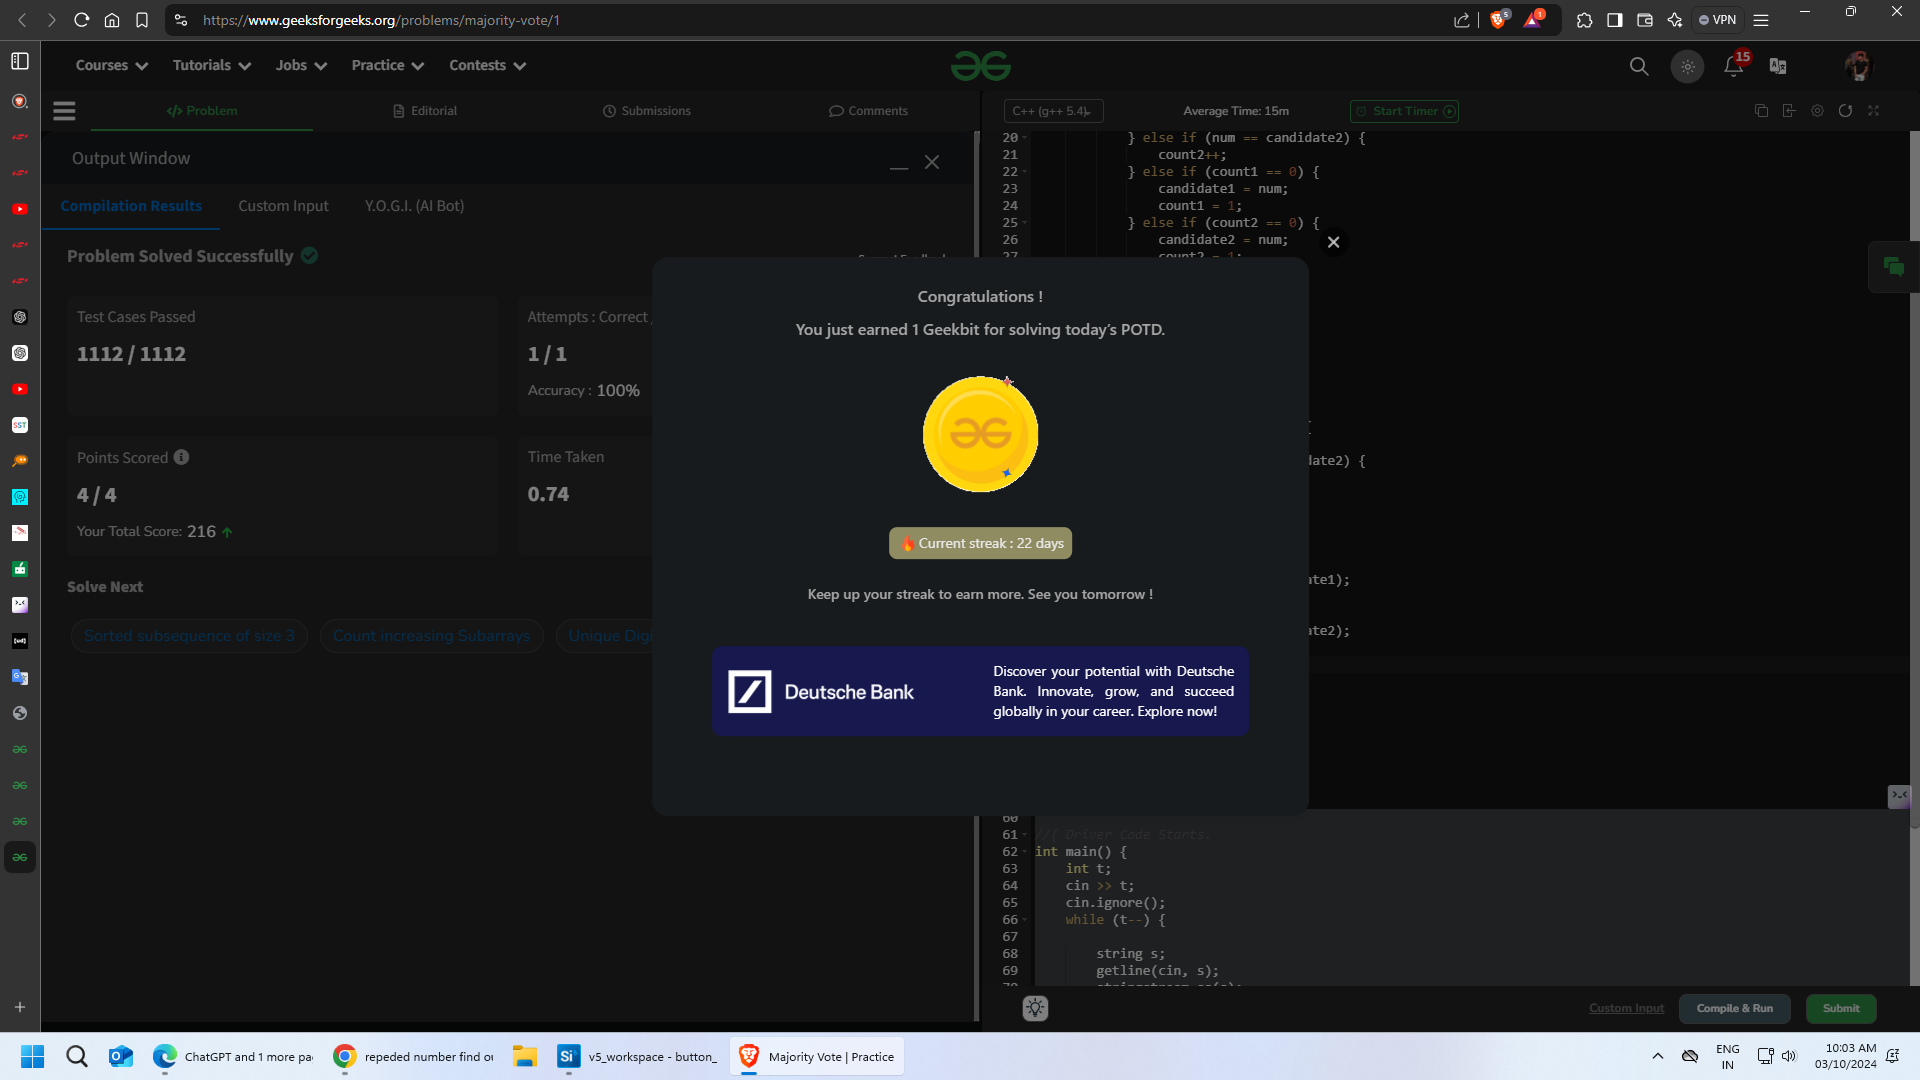 https://www.geeksforgeeks.org/problems/majority-vote/1
5
1
VPN
Courses
Tutorials
Jobs
Practice
Contests
15
Problem
Editorial
Submissions
Comments
C++ (g++ 5.4)
Average Time: 15m
Start Timer
Output Window
Compilation Results
Custom Input
Y.O.G.I. (AI Bot)
Problem Solved Successfully
Test Cases Passed
1112 / 1112
Attempts : Correct /
1 / 1
Accuracy : 100%
Points Scored
4 / 4
Your Total Score: 216
Time Taken
0.74
Solve Next
Sorted subsequence of size 3
Count increasing Subarrays
Unique Digi
20 } else if (num == candidate2) {
21 count2++;
22 } else if (count1 == 0) {
23 candidate1 = num;
24 count1 = 1;
25 } else if (count2 == 0) {
26 candidate2 = num;
27 count2 = 1;
Congratulations !
You just earned 1 Geekbit for solving today's POTD.
Current streak : 22 days
Keep up your streak to earn more. See you tomorrow !
Deutsche Bank
Discover your potential with Deutsche
Bank. Innovate, grow, and succeed
globally in your career. Explore now!
date2) {
ate1);
ate2);
60
61 //{ Driver Code Starts.
62 int main() {
63 int t;
64 cin >> t;
65 cin.ignore();
66 while (t--) {
67
68 string s;
69 getline(cin, s);
SST
Custom Input
Compile & Run
Submit
ChatGPT and 1 more pa
repeded number find o
Si
v5_workspace - button_
Majority Vote | Practice
ENG
IN
10:03 AM
03/10/2024